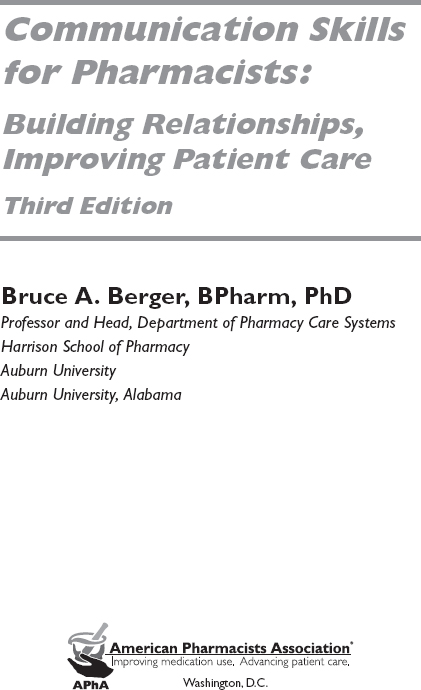 Communication Skills
for Pharmacists:
Building Relationships,
Improving Patient Care
Third Edition
Bruce A. Berger, BPharm, PhD
Professor and Head, Department of Pharmacy Care Systems
Harrison School of Pharmacy
Auburn University
Auburn University, Alabama
American Pharmacists Association®
Improving medication use. Advancing patient care.
APhA
Washington, D.C.